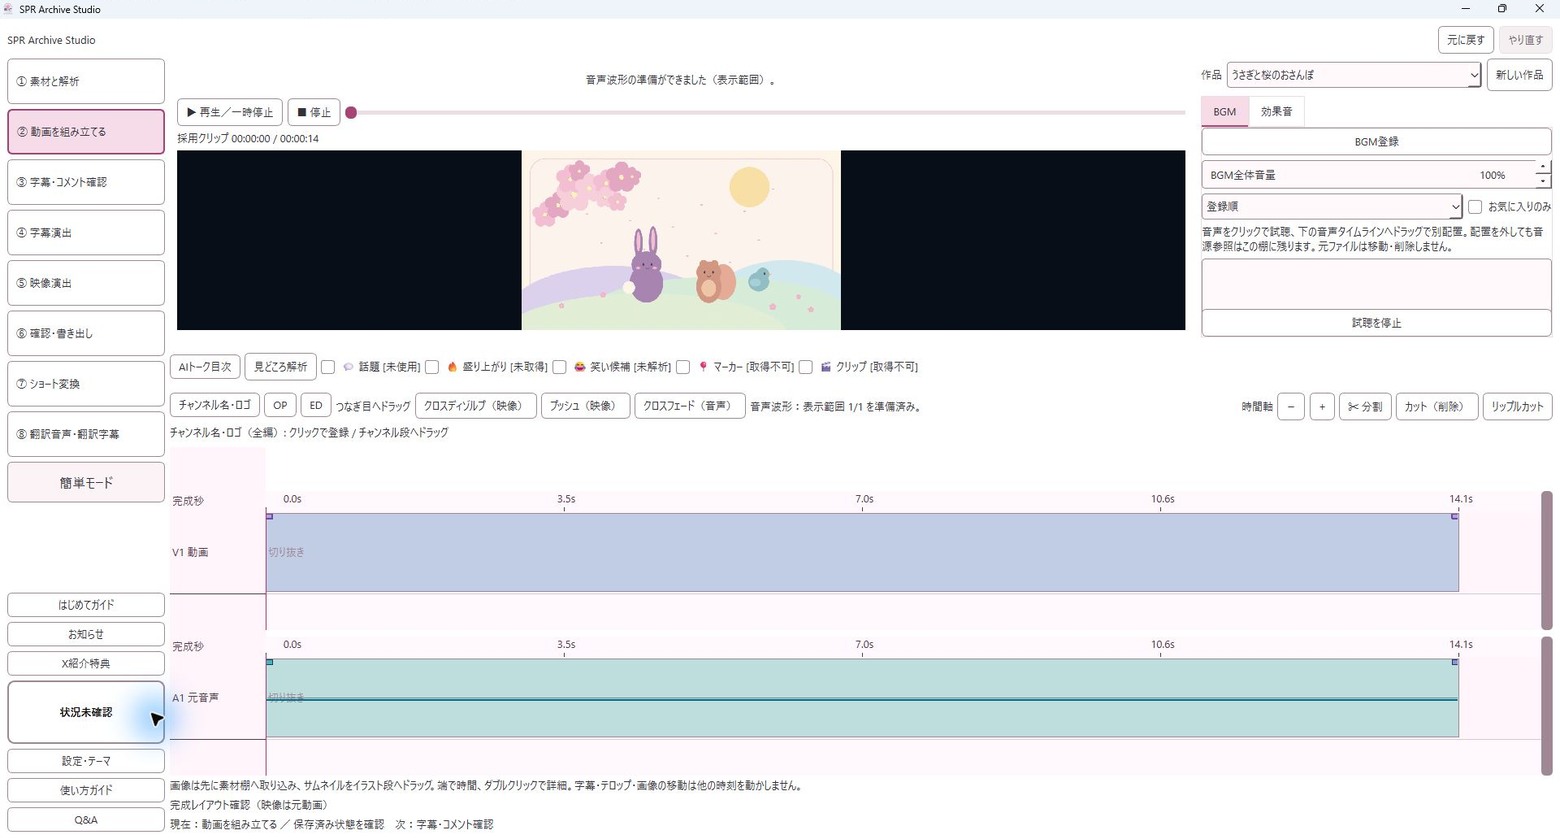 SPR Archive Studio
SPR Archive Studio
元に戻す
やり直す
① 素材と解析
② 動画を組み立てる
③ 字幕・コメント確認
④ 字幕演出
⑤ 映像演出
⑥ 確認・書き出し
⑦ ショート変換
⑧ 翻訳音声・翻訳字幕
簡単モード
はじめてガイド
お知らせ
X紹介特典
状況未確認
設定・テーマ
使い方ガイド
Q&A
音声波形の準備ができました（表示範囲）。
▶ 再生／一時停止
■ 停止
採用クリップ 00:00:00 / 00:00:14
作品
うさぎと桜のおさんぽ
新しい作品
BGM
効果音
BGM登録
BGM全体音量 100%
登録順
お気に入りのみ
音声をクリックで試聴、下の音声タイムラインへドラッグで別配置。配置を外しても音
源参照はこの棚に残ります。元ファイルは移動・削除しません。
試聴を停止
AIトーク目次
見どころ解析
話題 [未使用]
盛り上がり [未取得]
笑い候補 [未解析]
マーカー [取得不可]
クリップ [取得不可]
チャンネル名・ロゴ
OP
ED
つなぎ目へドラッグ
クロスディゾルブ（映像）
プッシュ（映像）
クロスフェード（音声）
音声波形：表示範囲 1/1 を準備済み。
時間軸
−
+
✂ 分割
カット（削除）
リップルカット
チャンネル名・ロゴ（全編）: クリックで登録 / チャンネル段へドラッグ
完成秒
0.0s 3.5s 7.0s 10.6s 14.1s
V1 動画
切り抜き
完成秒
0.0s 3.5s 7.0s 10.6s 14.1s
A1 元音声
切り抜き
画像は先に素材棚へ取り込み、サムネイルをイラスト段へドラッグ。端で時間、ダブルクリックで詳細。字幕・テロップ・画像の移動は他の時刻を動かしません。
完成レイアウト確認（映像は元動画）
現在：動画を組み立てる ／ 保存済み状態を確認　次：字幕・コメント確認